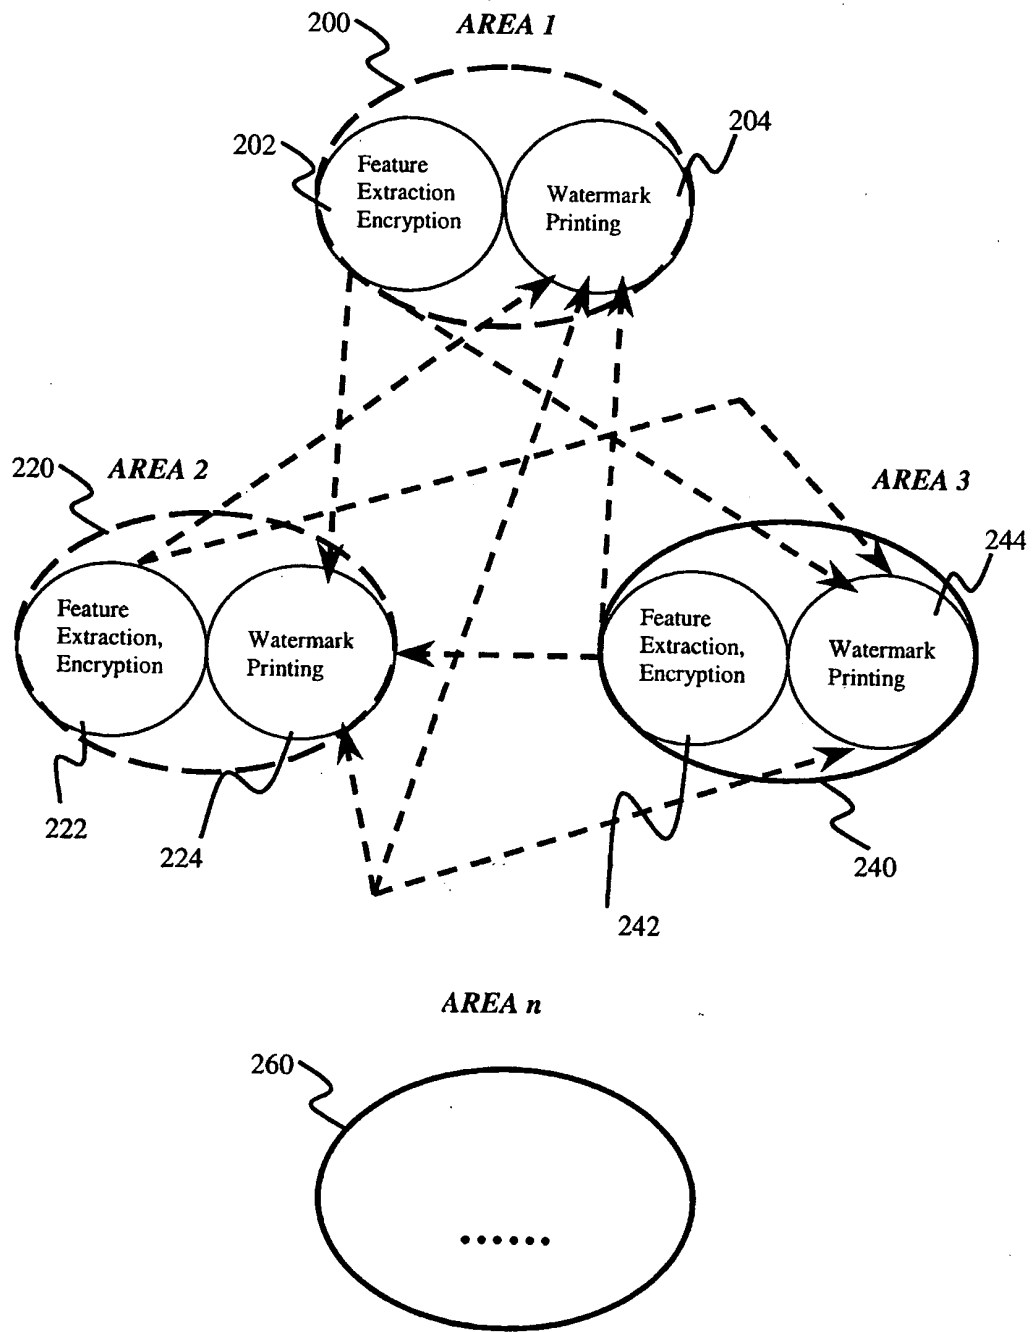 200
AREA 1
202
204
Feature
Extraction
Encryption
Watermark
Printing
220
AREA 2
AREA 3
244
Feature
Extraction,
Encryption
Watermark
Printing
Feature
Extraction,
Encryption
Watermark
Printing
222
224
240
242
AREA n
260
......